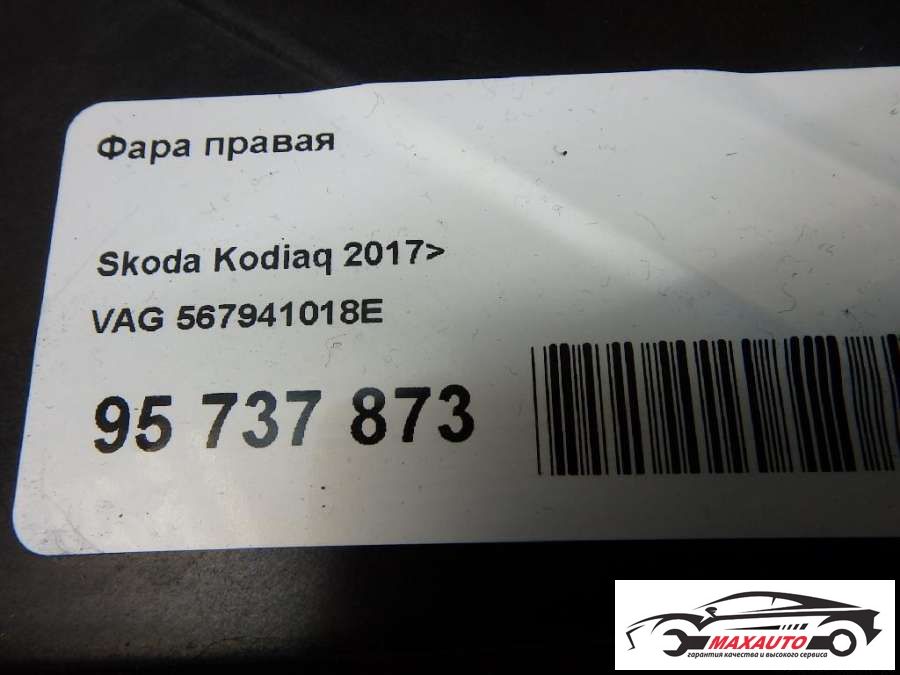 Фара правая
Skoda Kodiaq 2017>
VAG 567941018E
95 737 873
MAXAUTO
гарантия качества и высокого сервиса